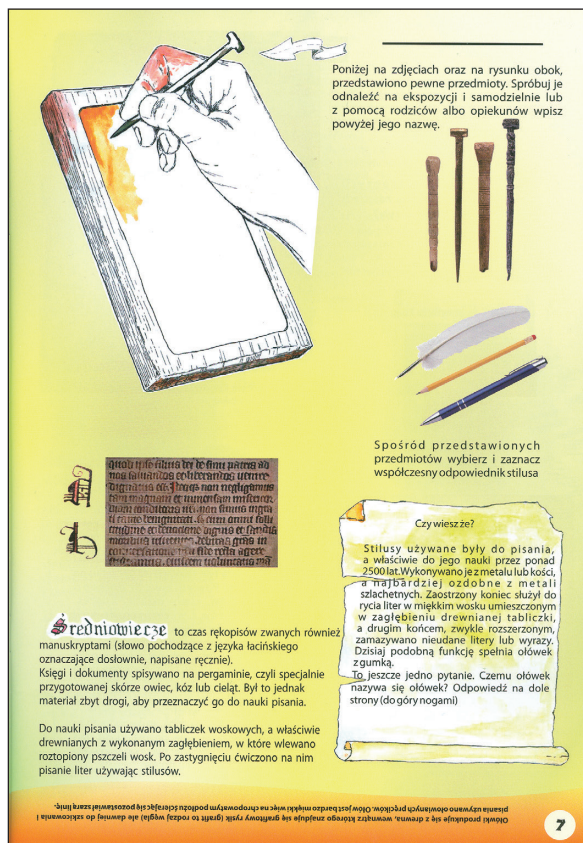 Poniżej na zdjęciach oraz na rysunku obok,
przedstawiono pewne przedmioty. Spróbuj je
odnaleźć na ekspozycji i samodzielnie lub
z pomocą rodziców albo opiekunów wpisz
powyżej jego nazwę.
Spośród przedstawionych
przedmiotów wybierz i zaznacz
współczesny odpowiednik stilusa
Czy wiesz że?
Stilusy używane były do pisania,
a właściwie do jego nauki przez ponad
2500 lat. Wykonywano je z metalu lub kości,
a najbardziej ozdobne z metali
szlachetnych. Zaostrzony koniec służył do
rycia liter w miękkim wosku umieszczonym
w zagłębieniu drewnianej tabliczki,
a drugim końcem, zwykle rozszerzonym,
zamazywano nieudane litery lub wyrazy.
Dzisiaj podobną funkcję spełnia ołówek
z gumką.
To jeszcze jedno pytanie. Czemu ołówek
nazywa się ołówek? Odpowiedź na dole
strony (do góry nogami)
Średniowiecze to czas rękopisów zwanych również
manuskryptami (słowo pochodzące z języka łacińskiego
oznaczające dosłownie, napisane ręcznie).
Księgi i dokumenty spisywano na pergaminie, czyli specjalnie
przygotowanej skórze owiec, kóz lub cieląt. Był to jednak
materiał zbyt drogi, aby przeznaczyć go do nauki pisania.
Do nauki pisania używano tabliczek woskowych, a właściwie
drewnianych z wykonanym zagłębieniem, w które wlewano
roztopiony pszczeli wosk. Po zastygnięciu ćwiczono na nim
pisanie liter używając stilusów.
Ołówki produkuje się z drewna, wewnątrz którego znajduje się grafitowy rysik (grafit to rodzaj węgla) ale dawniej do szkicowania i
pisania używano ołowianych pręcików. Ołów jest bardzo miękki więc na chropowatym podłożu ścierając się pozostawiał szarą linię.
7